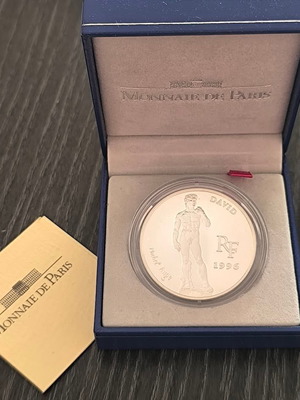 MONNAIE DE PARIS
DAVID
RF
1996
MONNAIE DE PARIS